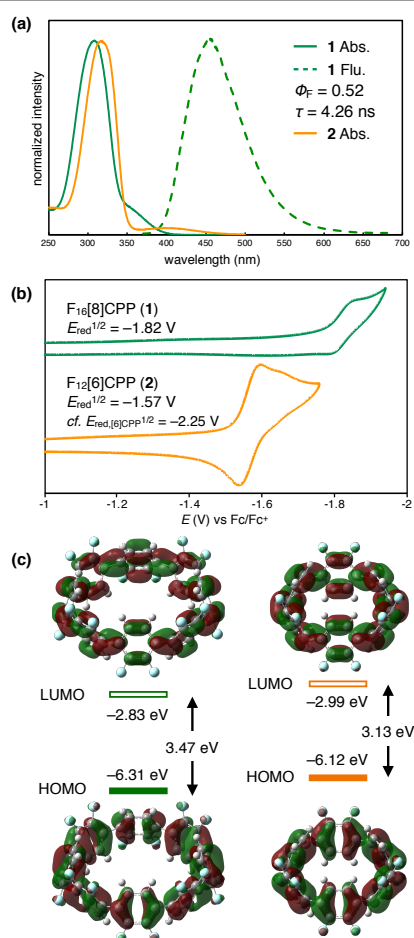 (a)
normalized intensity
1 Abs.
1 Flu.
ΦF = 0.52
τ = 4.26 ns
2 Abs.
250 300 350 400 450 500 550 600 650 700
wavelength (nm)
(b)
F16[8]CPP (1)
Ered1/2 = −1.82 V
F12[6]CPP (2)
Ered1/2 = −1.57 V
cf. Ered,[6]CPP1/2 = −2.25 V
-1 -1.2 -1.4 -1.6 -1.8 -2
E (V) vs Fc/Fc+
(c)
LUMO
−2.83 eV
3.47 eV
−6.31 eV
HOMO
LUMO
−2.99 eV
3.13 eV
−6.12 eV
HOMO